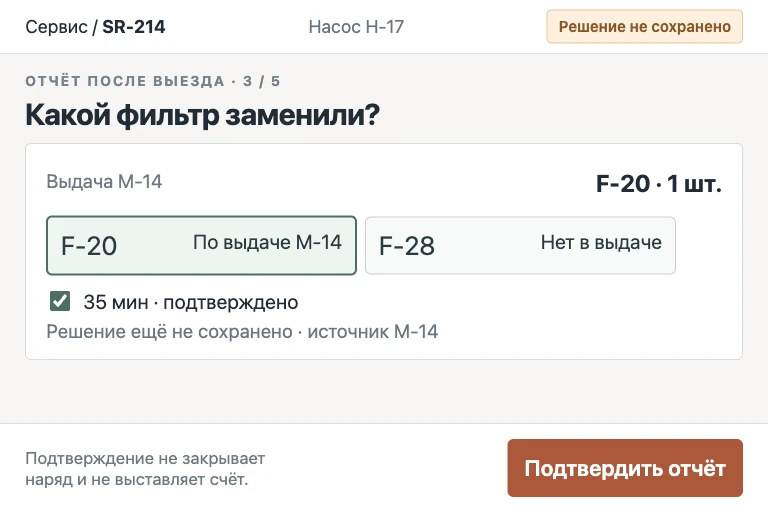 Сервис / SR-214
Насос Н-17
Решение не сохранено
ОТЧЁТ ПОСЛЕ ВЫЕЗДА · 3 / 5
Какой фильтр заменили?
Выдача М-14
F-20 · 1 шт.
F-20
По выдаче М-14
F-28
Нет в выдаче
35 мин · подтверждено
Решение ещё не сохранено · источник М-14
Подтверждение не закрывает
наряд и не выставляет счёт.
Подтвердить отчёт